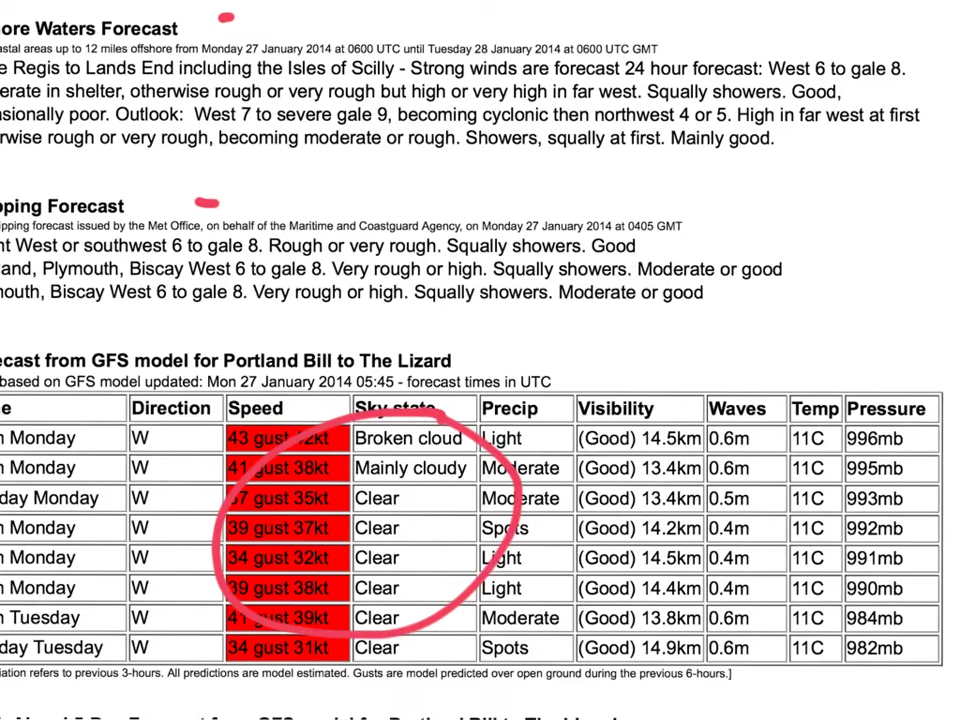 ore Waters Forecast
astal areas up to 12 miles offshore from Monday 27 January 2014 at 0600 UTC until Tuesday 28 January 2014 at 0600 UTC GMT
e Regis to Lands End including the Isles of Scilly - Strong winds are forecast 24 hour forecast: West 6 to gale 8.
erate in shelter, otherwise rough or very rough but high or very high in far west. Squally showers. Good,
asionally poor. Outlook: West 7 to severe gale 9, becoming cyclonic then northwest 4 or 5. High in far west at first
rwise rough or very rough, becoming moderate or rough. Showers, squally at first. Mainly good.
pping Forecast
ipping forecast issued by the Met Office, on behalf of the Maritime and Coastguard Agency, on Monday 27 January 2014 at 0405 GMT
ht West or southwest 6 to gale 8. Rough or very rough. Squally showers. Good
and, Plymouth, Biscay West 6 to gale 8. Very rough or high. Squally showers. Moderate or good
mouth, Biscay West 6 to gale 8. Very rough or high. Squally showers. Moderate or good
ecast from GFS model for Portland Bill to The Lizard
based on GFS model updated: Mon 27 January 2014 05:45 - forecast times in UTC
e Direction Speed Sky state Precip Visibility Waves Temp Pressure
n Monday W 43 gust 42kt Broken cloud Light (Good) 14.5km 0.6m 11C 996mb
n Monday W 41 gust 38kt Mainly cloudy Moderate (Good) 13.4km 0.6m 11C 995mb
day Monday W 37 gust 35kt Clear Moderate (Good) 13.4km 0.5m 11C 993mb
n Monday W 39 gust 37kt Clear Spots (Good) 14.2km 0.4m 11C 992mb
n Monday W 34 gust 32kt Clear Light (Good) 14.5km 0.4m 11C 991mb
n Monday W 39 gust 38kt Clear Light (Good) 14.4km 0.4m 11C 990mb
n Tuesday W 41 gust 39kt Clear Moderate (Good) 13.8km 0.6m 11C 984mb
day Tuesday W 34 gust 31kt Clear Spots (Good) 14.9km 0.6m 11C 982mb
iation refers to previous 3-hours. All predictions are model estimated. Gusts are model predicted over open ground during the previous 6-hours.]